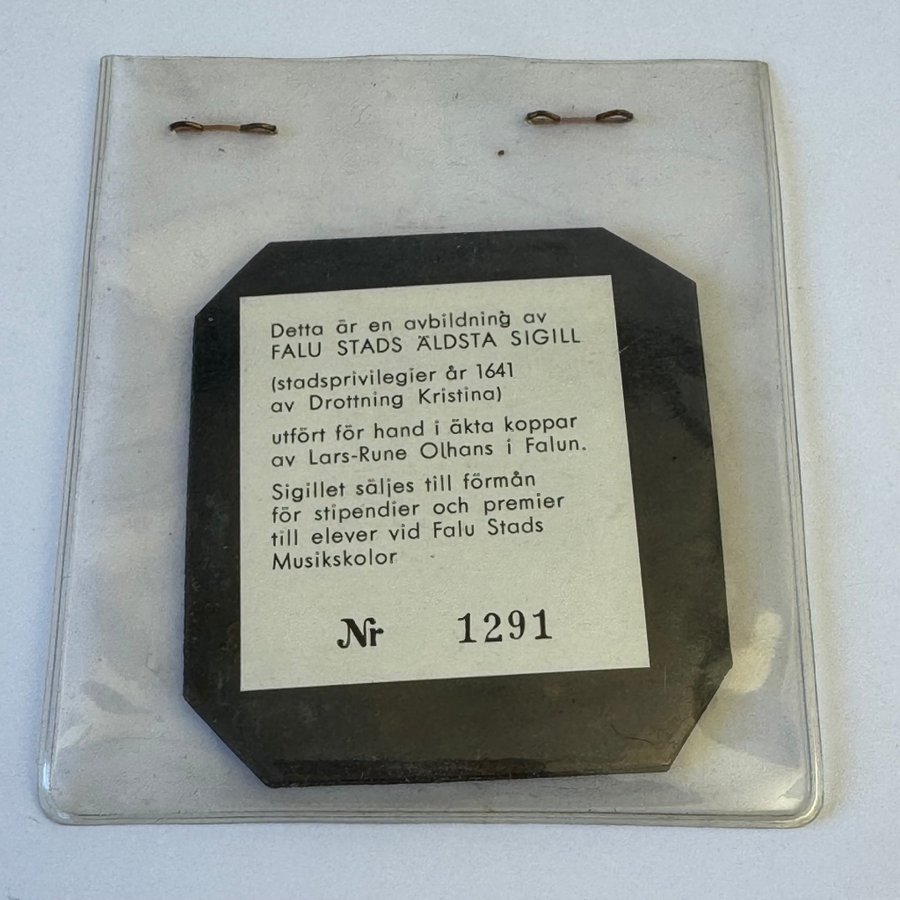 Detta är en avbildning av
FALU STADS ÄLDSTA SIGILL
(stadsprivilegier år 1641
av Drottning Kristina)
utfört för hand i äkta koppar
av Lars-Rune Olhans i Falun.
Sigillet säljes till förmån
för stipendier och premier
till elever vid Falu Stads
Musikskolor
Nr 1291